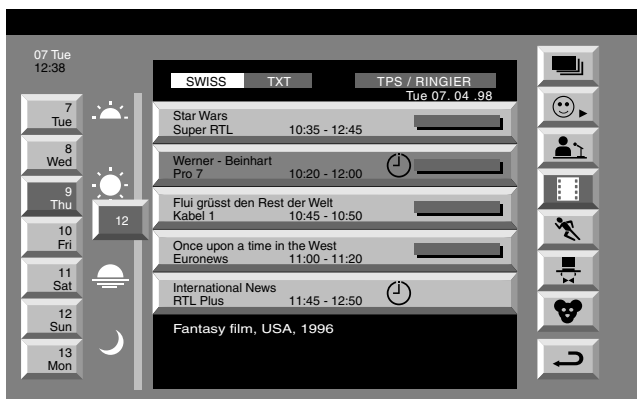 07 Tue
12:38
SWISS TXT TPS / RINGIER
Tue 07. 04 .98
7
Tue
8
Wed
9
Thu
10
Fri
11
Sat
12
Sun
13
Mon
12
Star Wars
Super RTL 10:35 - 12:45
Werner - Beinhart
Pro 7 10:20 - 12:00
Flui grüsst den Rest der Welt
Kabel 1 10:45 - 10:50
Once upon a time in the West
Euronews 11:00 - 11:20
International News
RTL Plus 11:45 - 12:50
Fantasy film, USA, 1996